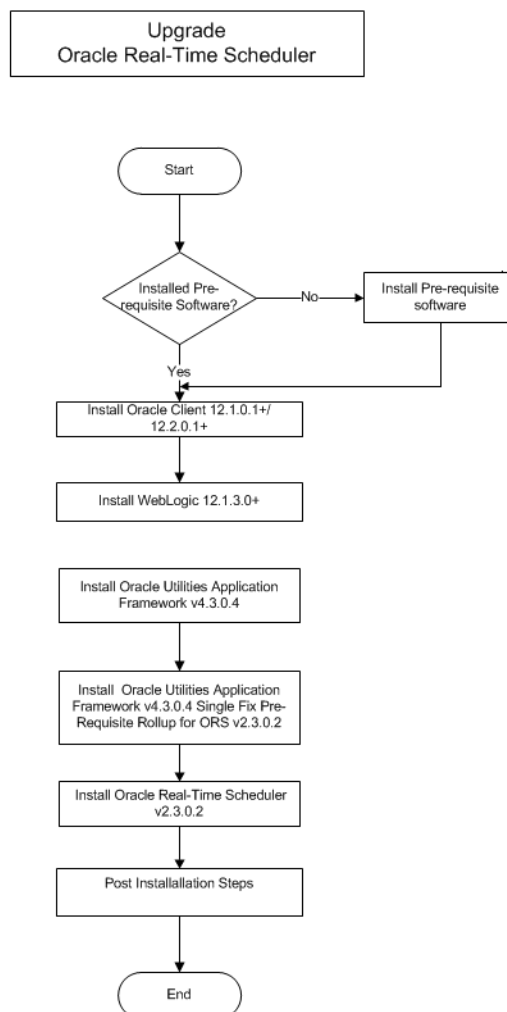 Upgrade
Oracle Real-Time Scheduler
Start
Installed Pre-
requisite Software?
No
Install Pre-requisite
software
Yes
Install Oracle Client 12.1.0.1+/
12.2.0.1+
Install WebLogic 12.1.3.0+
Install Oracle Utilities Application
Framework v4.3.0.4
Install Oracle Utilities Application
Framework v4.3.0.4 Single Fix Pre-
Requisite Rollup for ORS v2.3.0.2
Install Oracle Real-Time Scheduler
v2.3.0.2
Post Installallation Steps
End